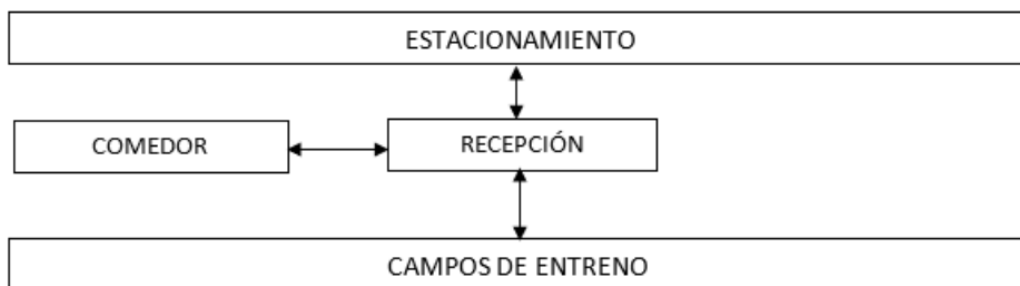 ESTACIONAMIENTO
COMEDOR
RECEPCIÓN
CAMPOS DE ENTRENO